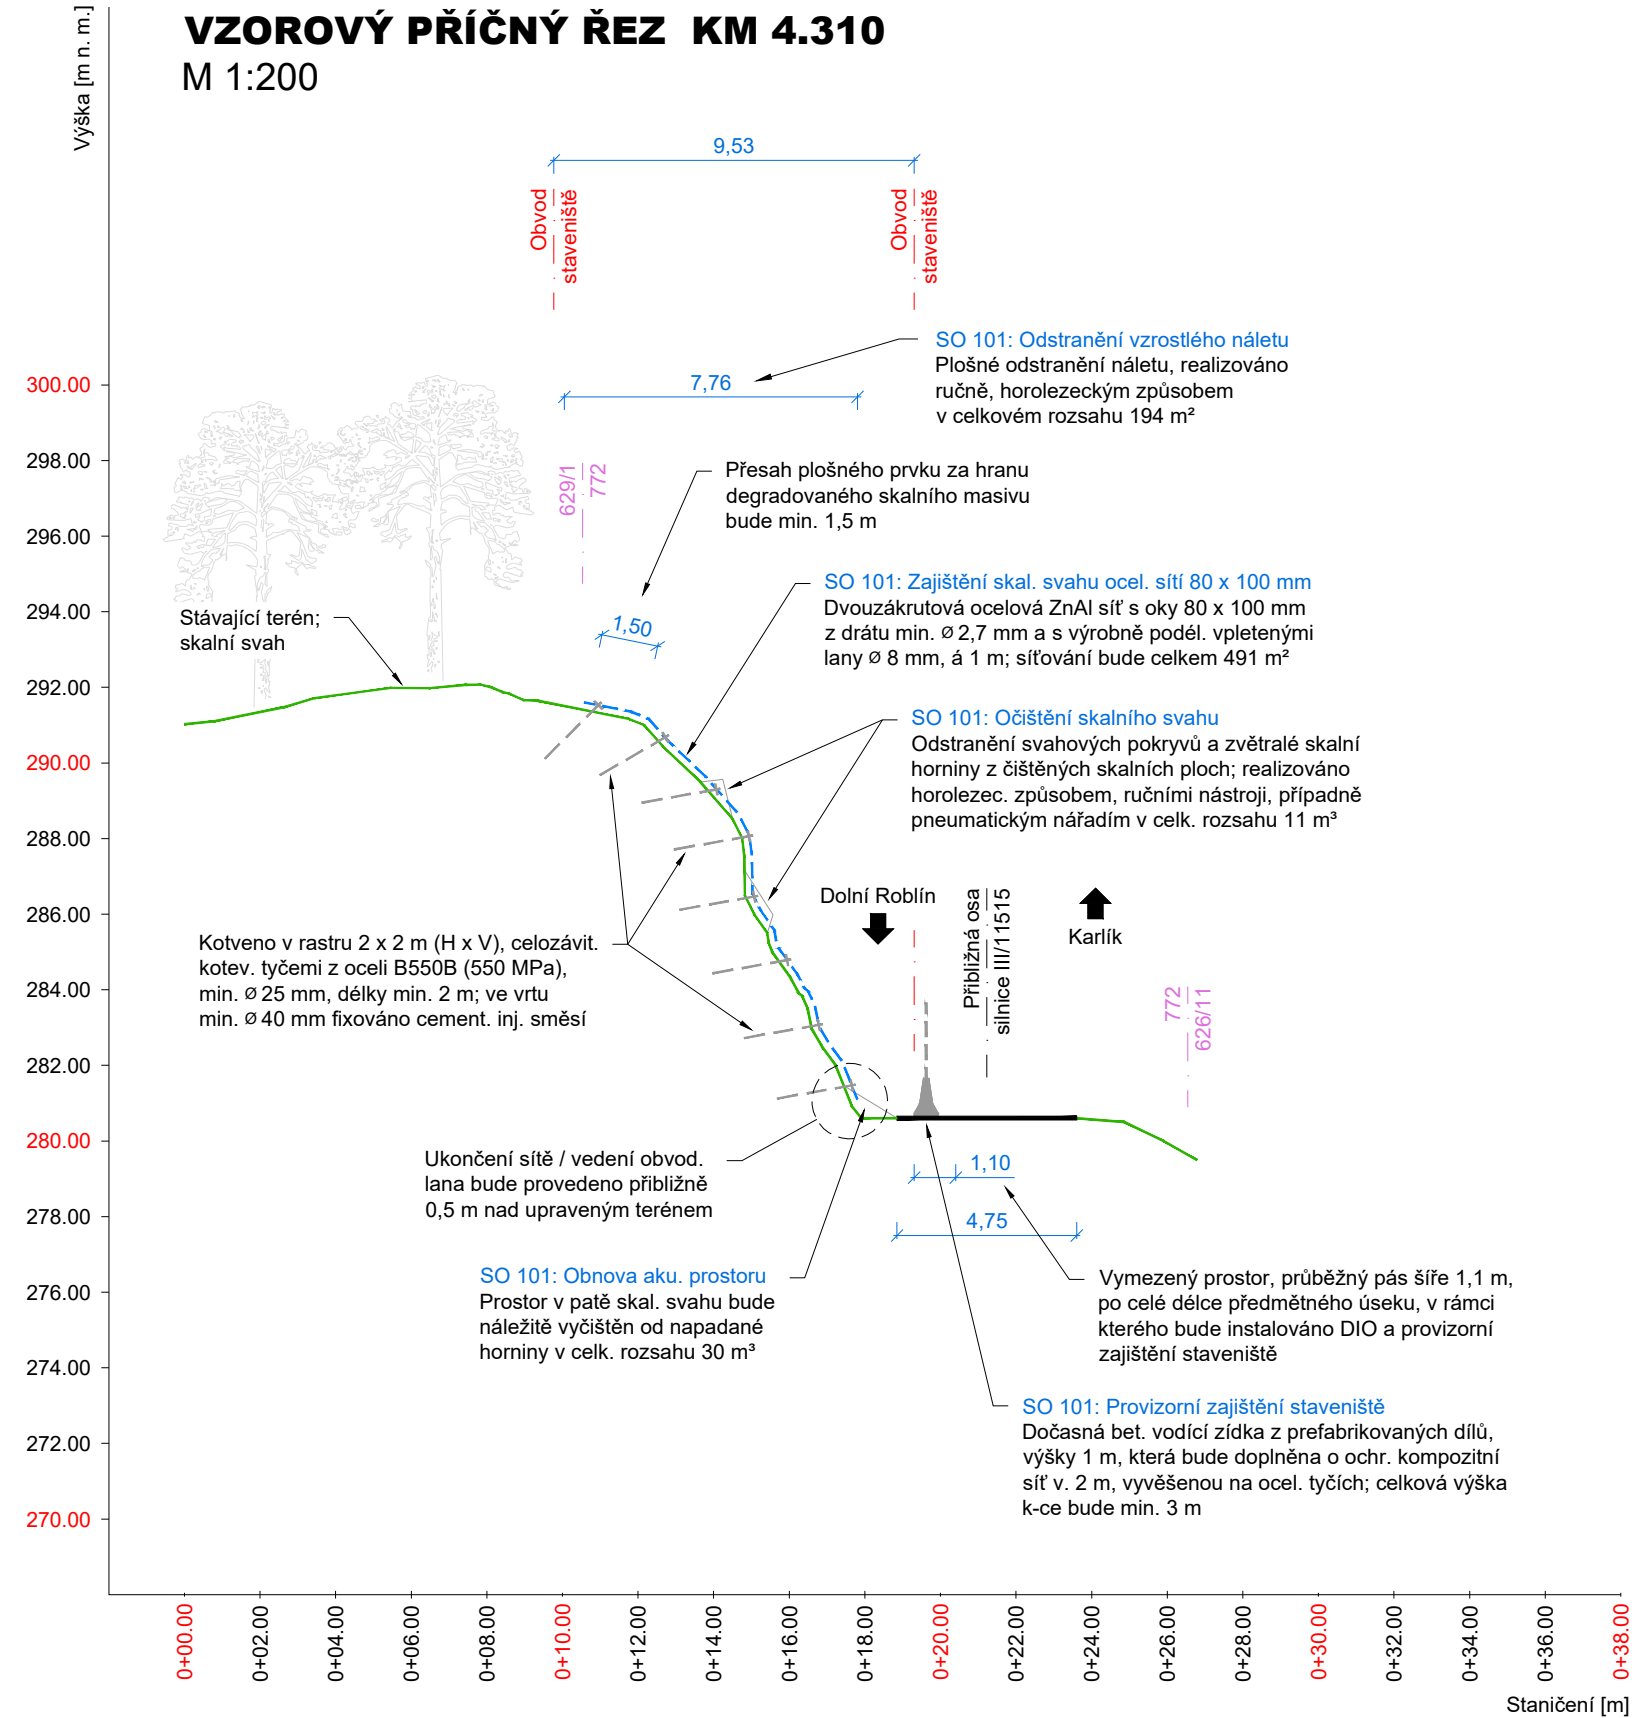 VZOROVÝ PŘÍČNÝ ŘEZ KM 4.310
M 1:200
Výška [m n. m.]
9,53
Obvod
staveniště
Obvod
staveniště
SO 101: Odstranění vzrostlého náletu
Plošné odstranění náletu, realizováno
ručně, horolezeckým způsobem
v celkovém rozsahu 194 m²
7,76
629/1
772
Přesah plošného prvku za hranu
degradovaného skalního masivu
bude min. 1,5 m
SO 101: Zajištění skal. svahu ocel. sítí 80 x 100 mm
Dvouzákrutová ocelová ZnAl síť s oky 80 x 100 mm
z drátu min. Ø 2,7 mm a s výrobně podél. vpletenými
lany Ø 8 mm, á 1 m; síťování bude celkem 491 m²
1,50
Stávající terén;
skalní svah
SO 101: Očištění skalního svahu
Odstranění svahových pokryvů a zvětralé skalní
horniny z čištěných skalních ploch; realizováno
horolezec. způsobem, ručními nástroji, případně
pneumatickým nářadím v celk. rozsahu 11 m³
Dolní Roblín
Přibližná osa
silnice III/11515
Karlík
Kotveno v rastru 2 x 2 m (H x V), celozávit.
kotev. tyčemi z oceli B550B (550 MPa),
min. Ø 25 mm, délky min. 2 m; ve vrtu
min. Ø 40 mm fixováno cement. inj. směsí
772
626/11
Ukončení sítě / vedení obvod.
lana bude provedeno přibližně
0,5 m nad upraveným terénem
1,10
4,75
SO 101: Obnova aku. prostoru
Prostor v patě skal. svahu bude
náležitě vyčištěn od napadané
horniny v celk. rozsahu 30 m³
Vymezený prostor, průběžný pás šíře 1,1 m,
po celé délce předmětného úseku, v rámci
kterého bude instalováno DIO a provizorní
zajištění staveniště
SO 101: Provizorní zajištění staveniště
Dočasná bet. vodící zídka z prefabrikovaných dílů,
výšky 1 m, která bude doplněna o ochr. kompozitní
síť v. 2 m, vyvěšenou na ocel. tyčích; celková výška
k-ce bude min. 3 m
300.00
298.00
296.00
294.00
292.00
290.00
288.00
286.00
284.00
282.00
280.00
278.00
276.00
274.00
272.00
270.00
0+00.00
0+02.00
0+04.00
0+06.00
0+08.00
0+10.00
0+12.00
0+14.00
0+16.00
0+18.00
0+20.00
0+22.00
0+24.00
0+26.00
0+28.00
0+30.00
0+32.00
0+34.00
0+36.00
0+38.00
Staničení [m]